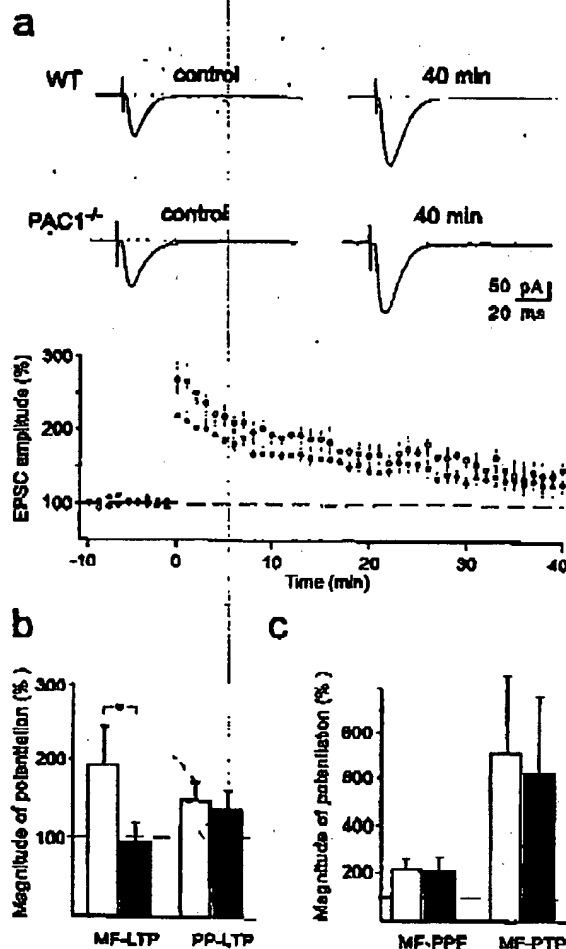 a
WT control 40 min
PAC1-/- control 40 min
50 pA
20 ms
EPSC amplitude (%)
300
200
100
-10 0 10 20 30 40
Time (min)
b
Magnitude of potentiation (%)
300
200
100
*
MF-LTP PP-LTP
c
Magnitude of potentiation (%)
800
600
400
200
MF-PPF MF-PTP